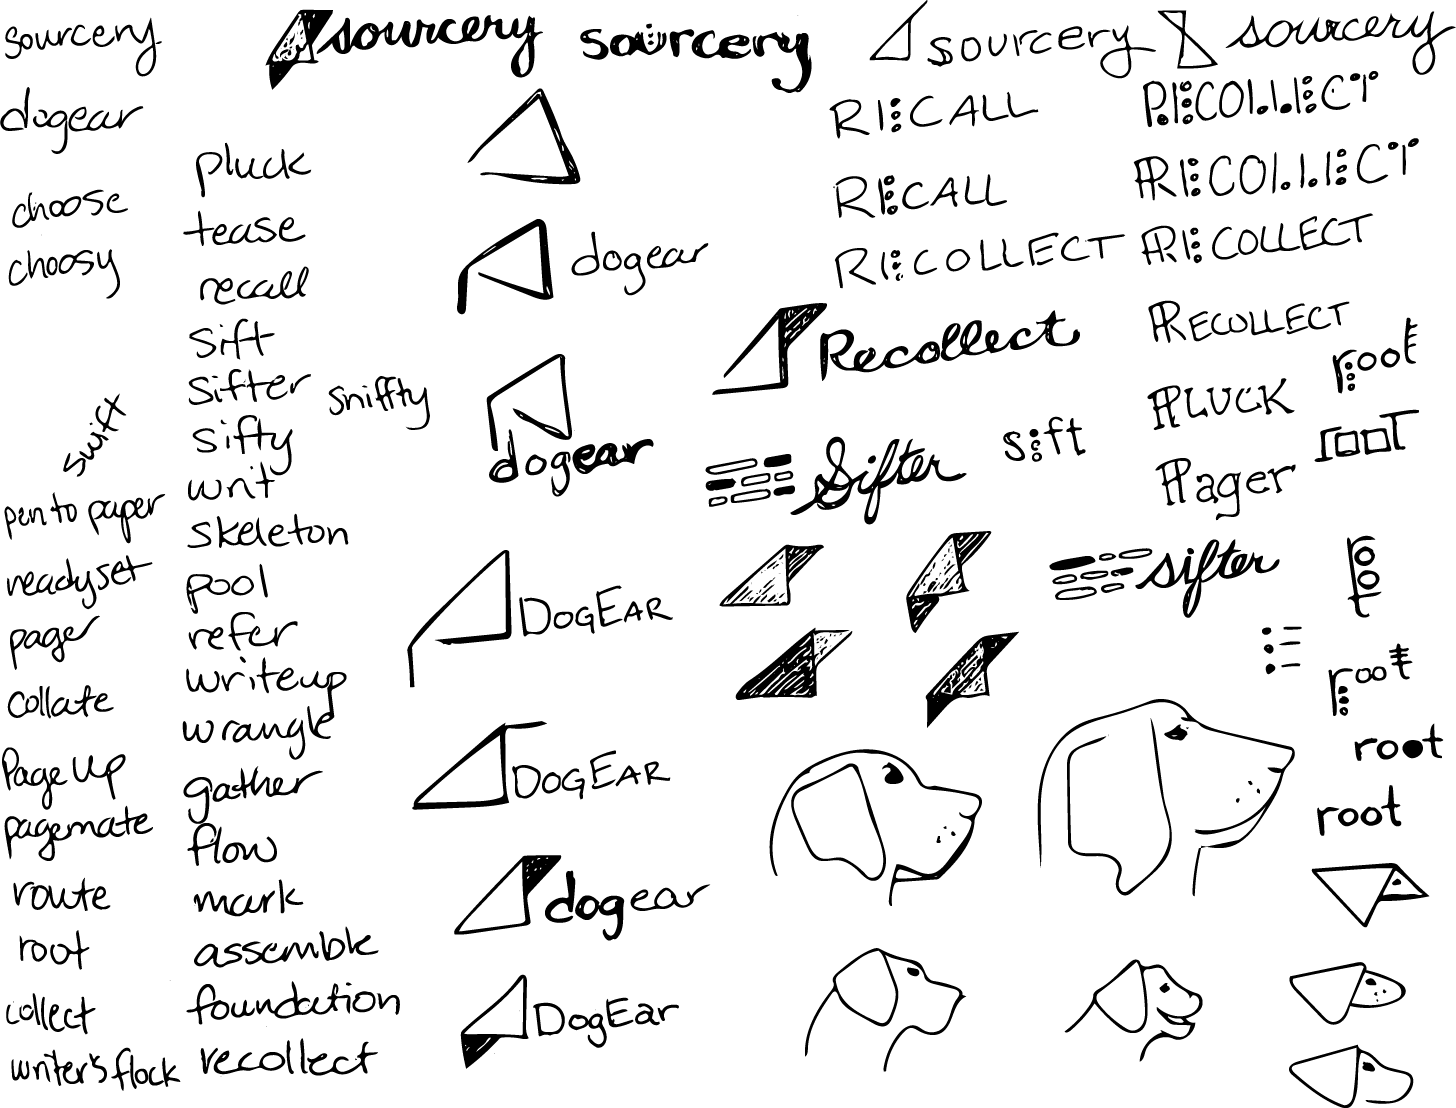 sourcery
dogear
choose
choosy
swift
pen to paper
readyset
pager
collate
Page Up
pagemate
route
root
collect
writer's flock
pluck
tease
recall
Sift
Sifter
sniffty
sifty
writ
skeleton
pool
refer
writeup
wrangle
gather
flow
mark
assemble
foundation
recollect
sourcery
sourcery
dogear
dogear
DOGEAR
DOGEAR
dogear
DogEar
sourcery
sourcery
RECALL
RECALL
RECOLLECT
Recollect
Sifter
sift
sifter
RECOLLECT
RECOLLECT
RECOLLECT
RECOLLECT
PLUCK
Pager
root
root
root
root
root
root